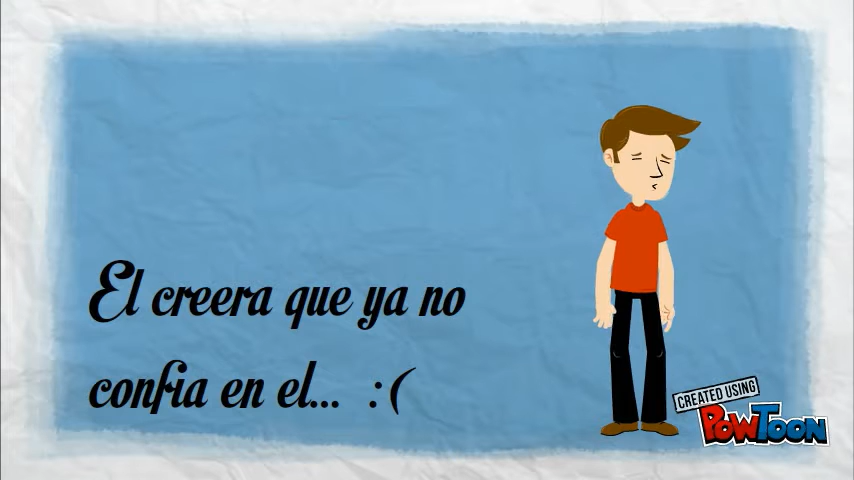 El creera que ya no
confia en el... :(
CREATED USING
POWTOON